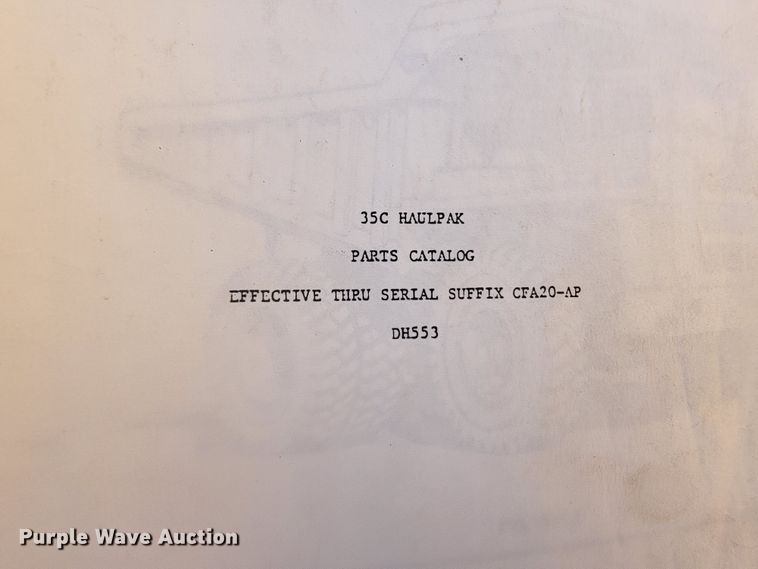 35C HAULPAK
PARTS CATALOG
EFFECTIVE THRU SERIAL SUFFIX CFA20-AP
DH553
Purple Wave Auction